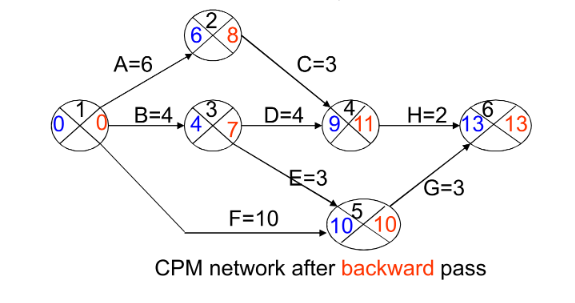 2
6 8
A=6
C=3
1
0 0
B=4
3
4 7
D=4
4
9 11
H=2
6
13 13
E=3
G=3
F=10
5
10 10
CPM network after backward pass